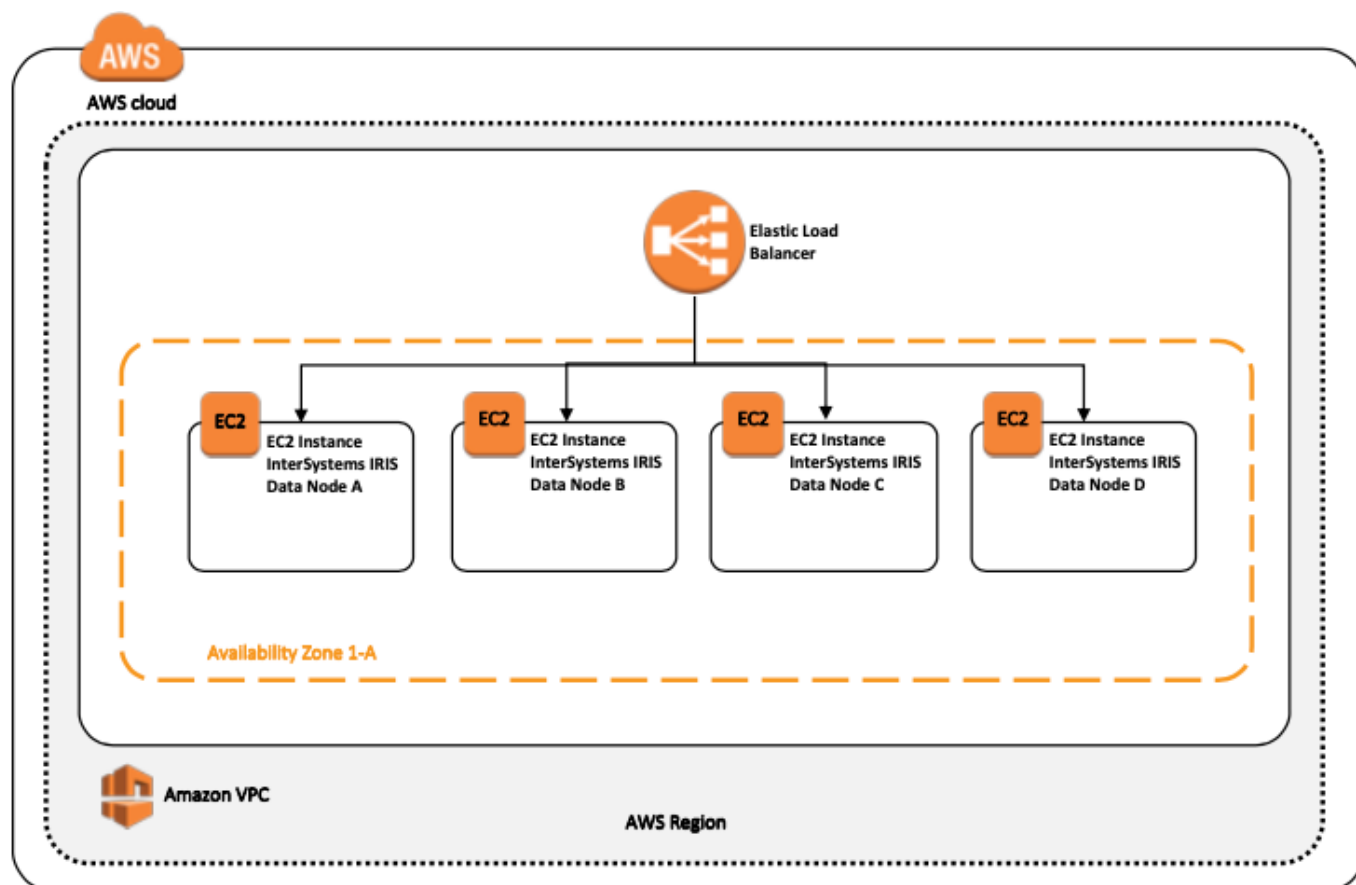 AWS
AWS cloud
Elastic Load
Balancer
EC2
EC2 Instance
InterSystems IRIS
Data Node A
EC2
EC2 Instance
InterSystems IRIS
Data Node B
EC2
EC2 Instance
InterSystems IRIS
Data Node C
EC2
EC2 Instance
InterSystems IRIS
Data Node D
Availability Zone 1-A
Amazon VPC
AWS Region